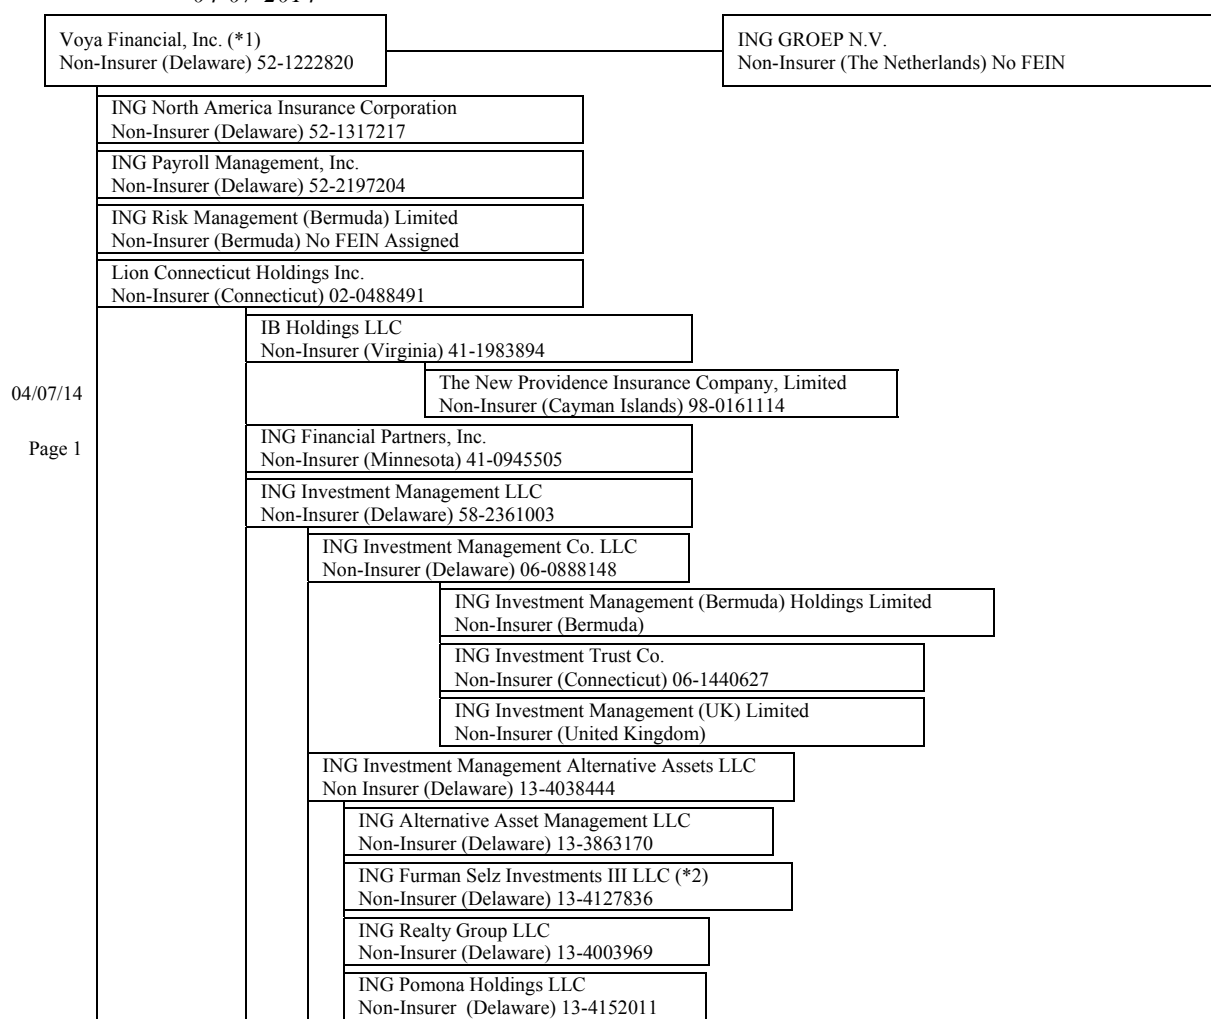 04-07-2014
Voya Financial, Inc. (*1)
Non-Insurer (Delaware) 52-1222820
ING GROEP N.V.
Non-Insurer (The Netherlands) No FEIN
ING North America Insurance Corporation
Non-Insurer (Delaware) 52-1317217
ING Payroll Management, Inc.
Non-Insurer (Delaware) 52-2197204
ING Risk Management (Bermuda) Limited
Non-Insurer (Bermuda) No FEIN Assigned
Lion Connecticut Holdings Inc.
Non-Insurer (Connecticut) 02-0488491
IB Holdings LLC
Non-Insurer (Virginia) 41-1983894
The New Providence Insurance Company, Limited
Non-Insurer (Cayman Islands) 98-0161114
04/07/14
ING Financial Partners, Inc.
Non-Insurer (Minnesota) 41-0945505
Page 1
ING Investment Management LLC
Non-Insurer (Delaware) 58-2361003
ING Investment Management Co. LLC
Non-Insurer (Delaware) 06-0888148
ING Investment Management (Bermuda) Holdings Limited
Non-Insurer (Bermuda)
ING Investment Trust Co.
Non-Insurer (Connecticut) 06-1440627
ING Investment Management (UK) Limited
Non-Insurer (United Kingdom)
ING Investment Management Alternative Assets LLC
Non Insurer (Delaware) 13-4038444
ING Alternative Asset Management LLC
Non-Insurer (Delaware) 13-3863170
ING Furman Selz Investments III LLC (*2)
Non-Insurer (Delaware) 13-4127836
ING Realty Group LLC
Non-Insurer (Delaware) 13-4003969
ING Pomona Holdings LLC
Non-Insurer (Delaware) 13-4152011